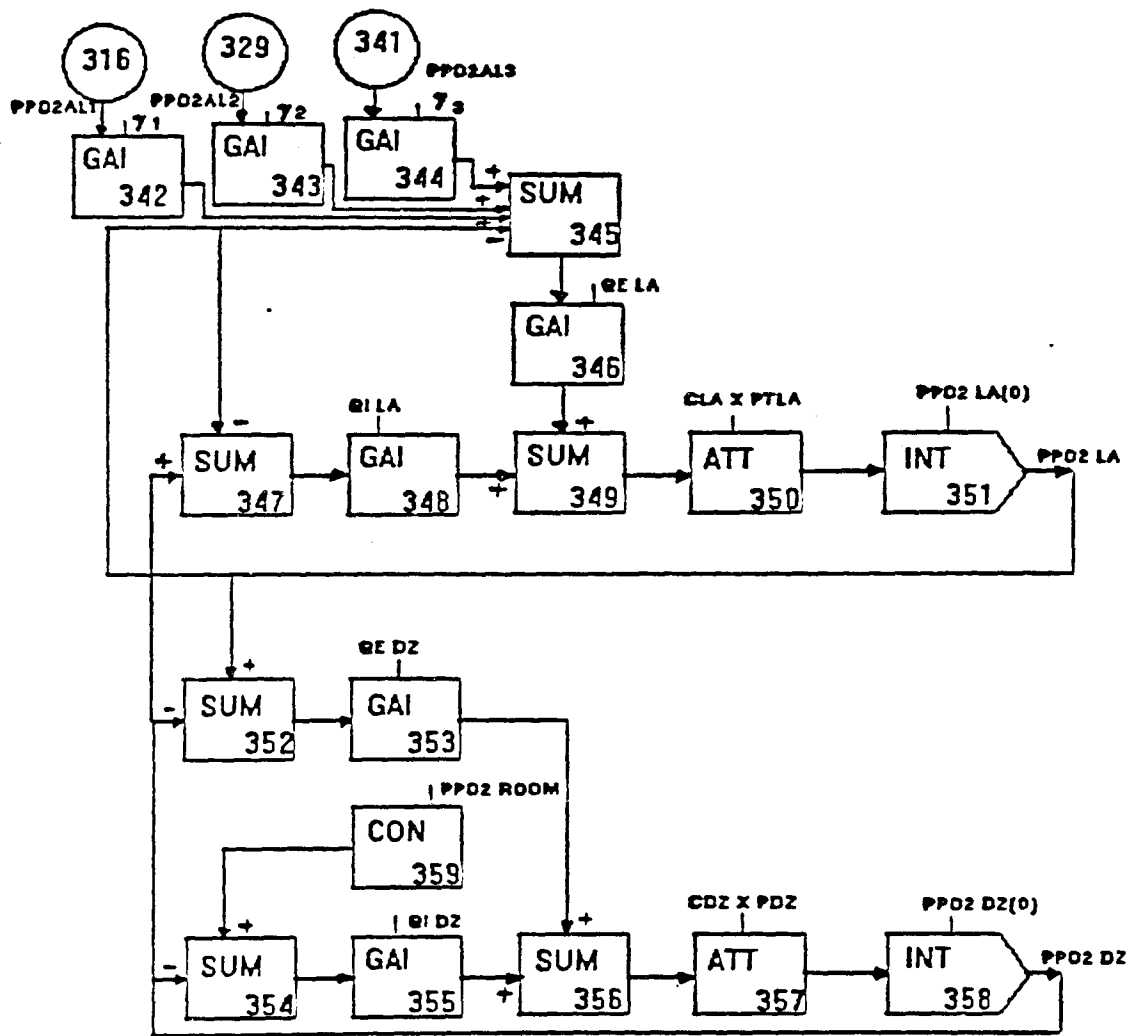 316
329
341
PPO2AL1
PPO2AL2
PPO2AL3
γ1
γ2
γ3
GAI
342
GAI
343
GAI
344
+
+
+
-
SUM
345
QE LA
GAI
346
-
+
SUM
347
QI LA
GAI
348
+
+
SUM
349
CLA X PTLA
ATT
350
PPO2 LA(0)
INT
351
PPO2 LA
+
-
SUM
352
QE DZ
GAI
353
PPO2 ROOM
CON
359
+
-
SUM
354
QI DZ
GAI
355
+
+
SUM
356
CDZ X PDZ
ATT
357
PPO2 DZ(0)
INT
358
PPO2 DZ